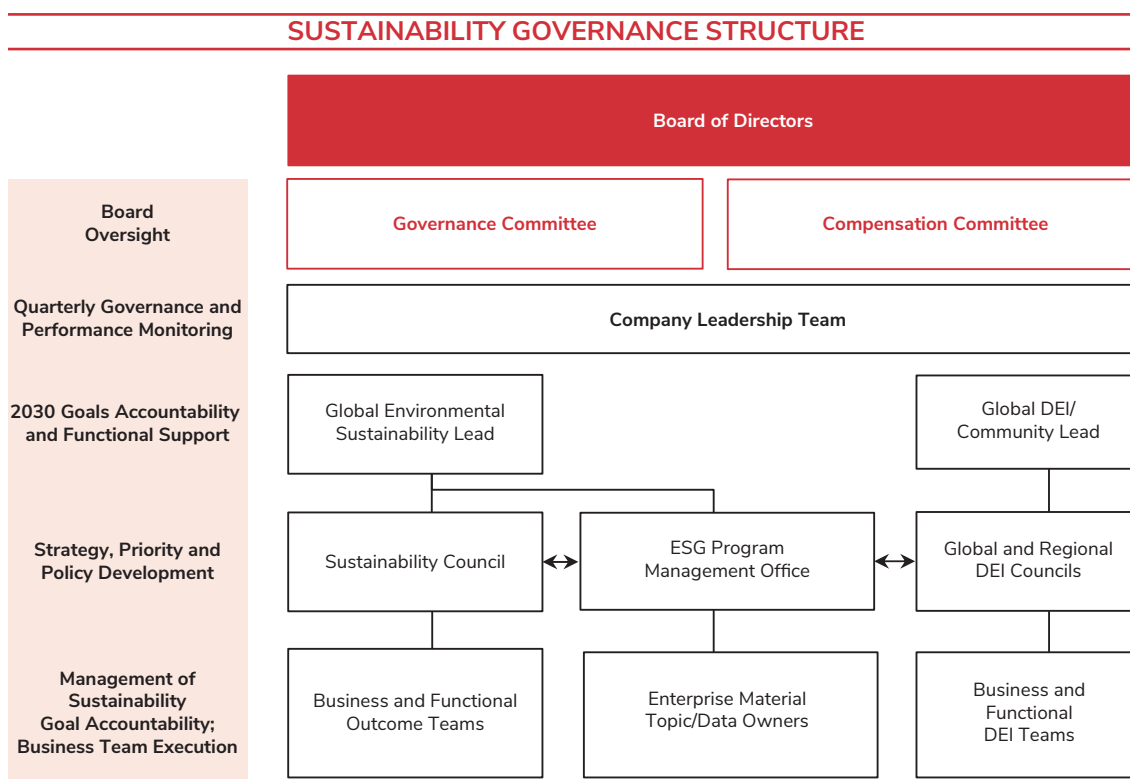 SUSTAINABILITY GOVERNANCE STRUCTURE
Board of Directors
Board
Oversight
Governance Committee
Compensation Committee
Quarterly Governance and
Performance Monitoring
Company Leadership Team
2030 Goals Accountability
and Functional Support
Global Environmental
Sustainability Lead
Global DEI/
Community Lead
Strategy, Priority and
Policy Development
Sustainability Council
ESG Program
Management Office
Global and Regional
DEI Councils
Management of
Sustainability
Goal Accountability;
Business Team Execution
Business and Functional
Outcome Teams
Enterprise Material
Topic/Data Owners
Business and
Functional
DEI Teams